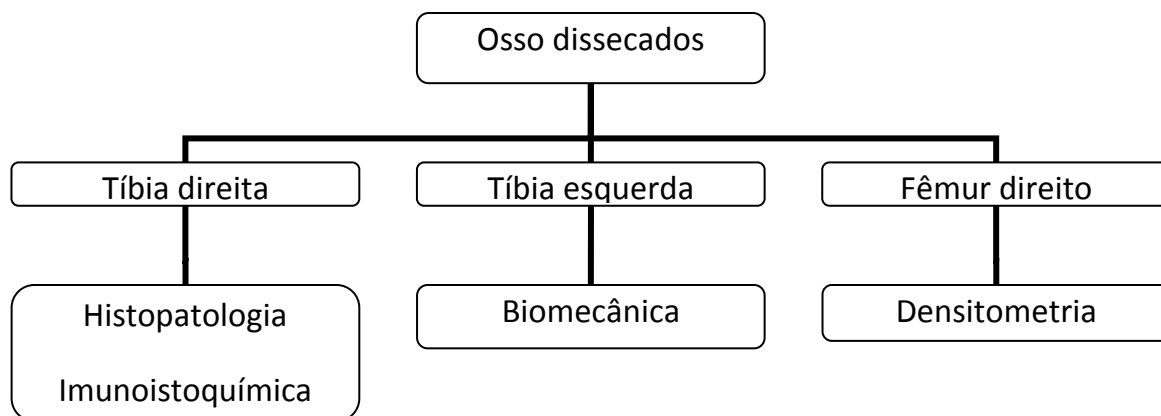 Osso dissecados
Tíbia direita
Tíbia esquerda
Fêmur direito
Histopatologia
Imunoistoquímica
Biomecânica
Densitometria